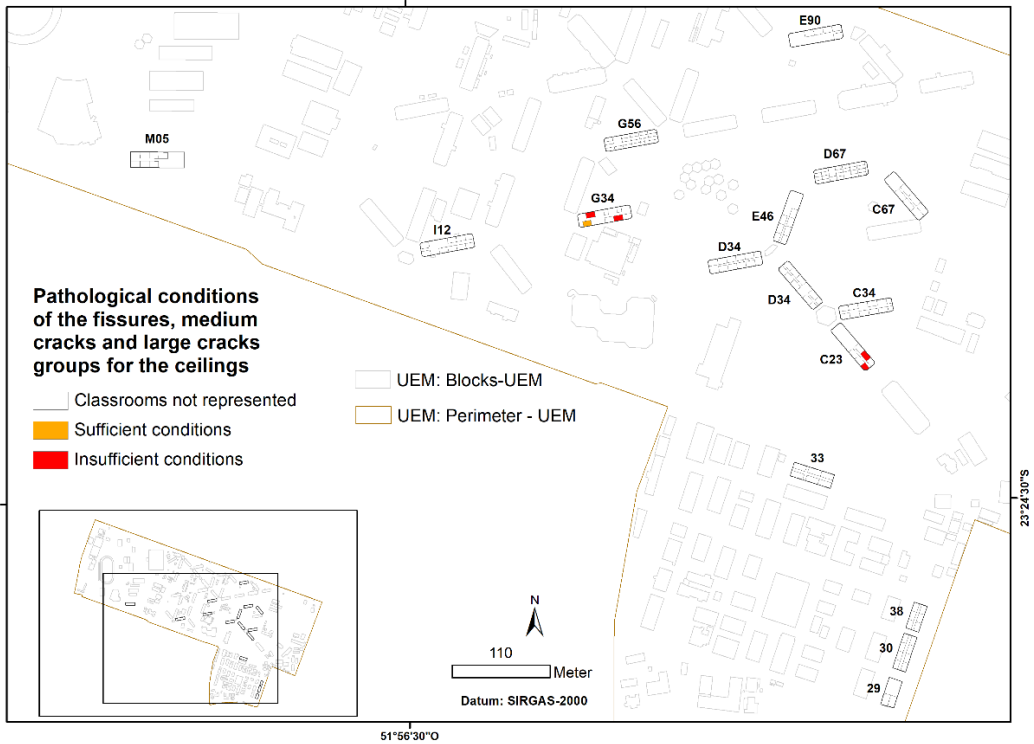 E90
G56
M05
D67
G34
C67
E46
I12
D34
D34
C34
C23
Pathological conditions
of the fissures, medium
cracks and large cracks
groups for the ceilings
Classrooms not represented
Sufficient conditions
Insufficient conditions
UEM: Blocks-UEM
UEM: Perimeter - UEM
33
23°24'30"S
38
30
29
N
110
Meter
Datum: SIRGAS-2000
51°56'30"O